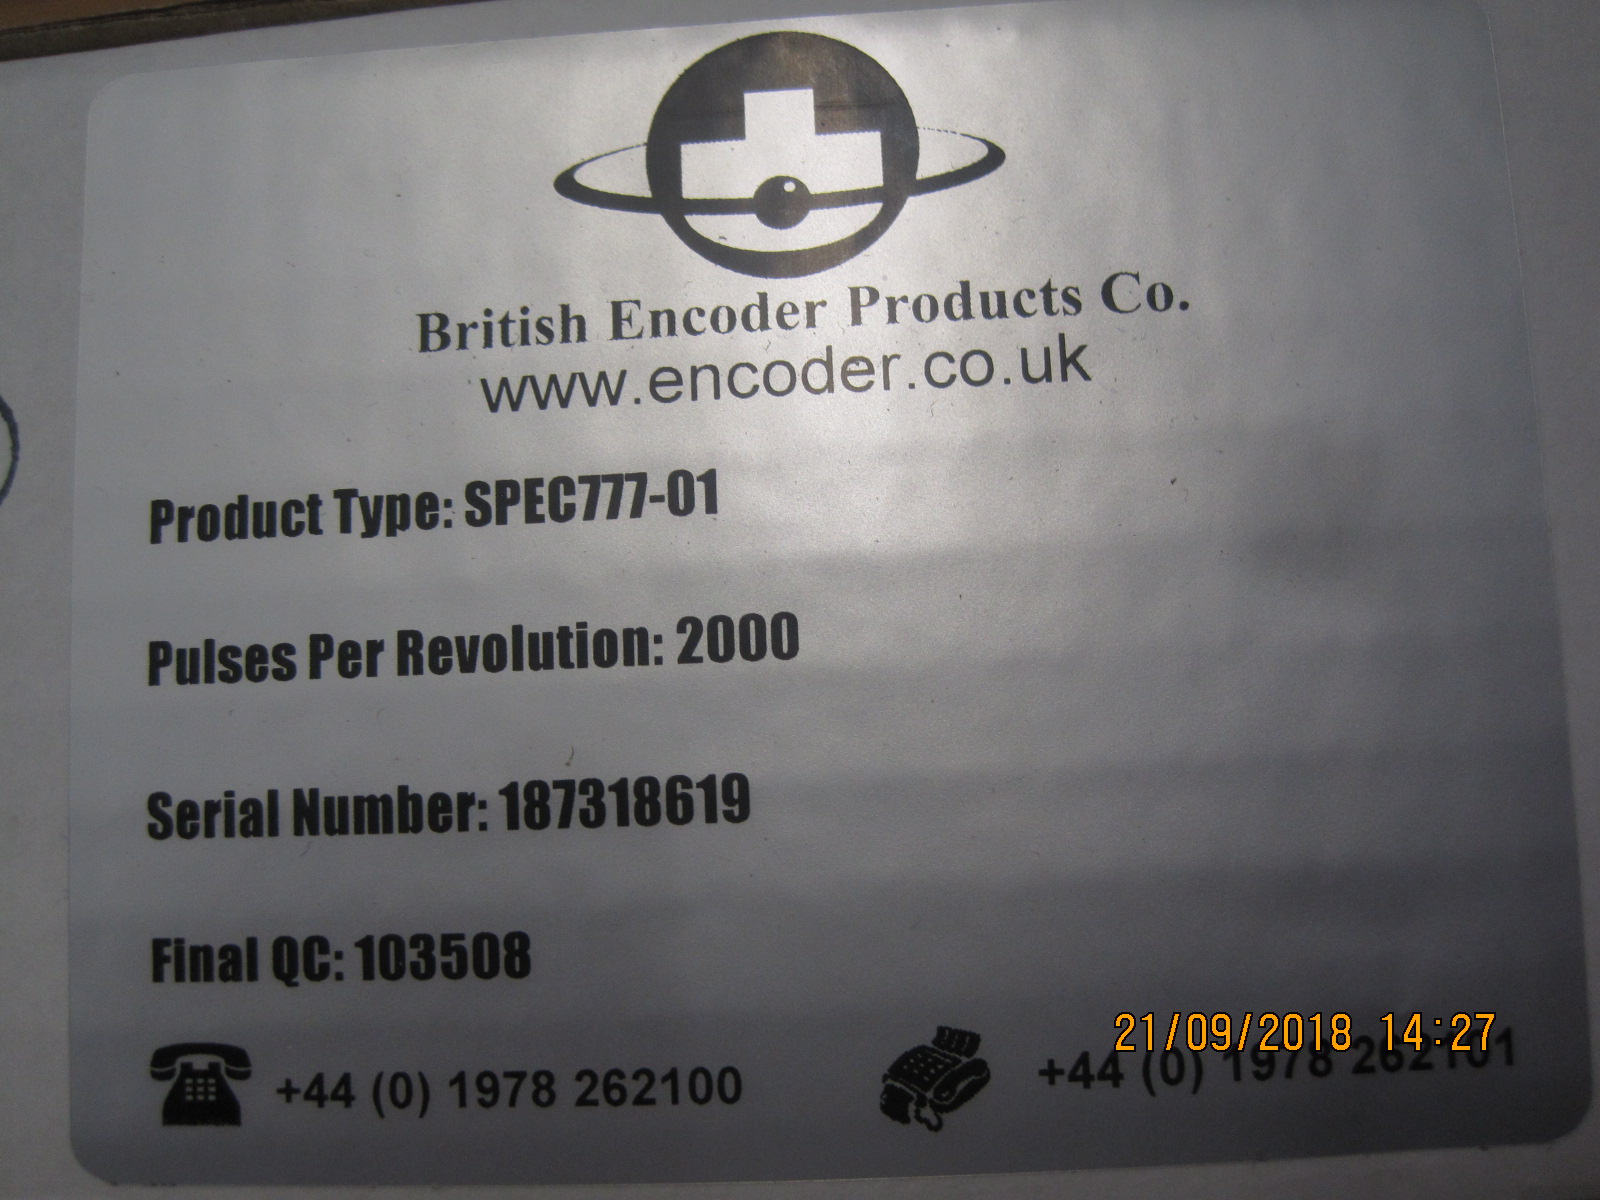 British Encoder Products Co.
www.encoder.co.uk
Product Type: SPEC777-01
Pulses Per Revolution: 2000
Serial Number: 187318619
Final QC: 103508
21/09/2018 14:27
+44 (0) 1978 262100
+44 (0) 1978 262101